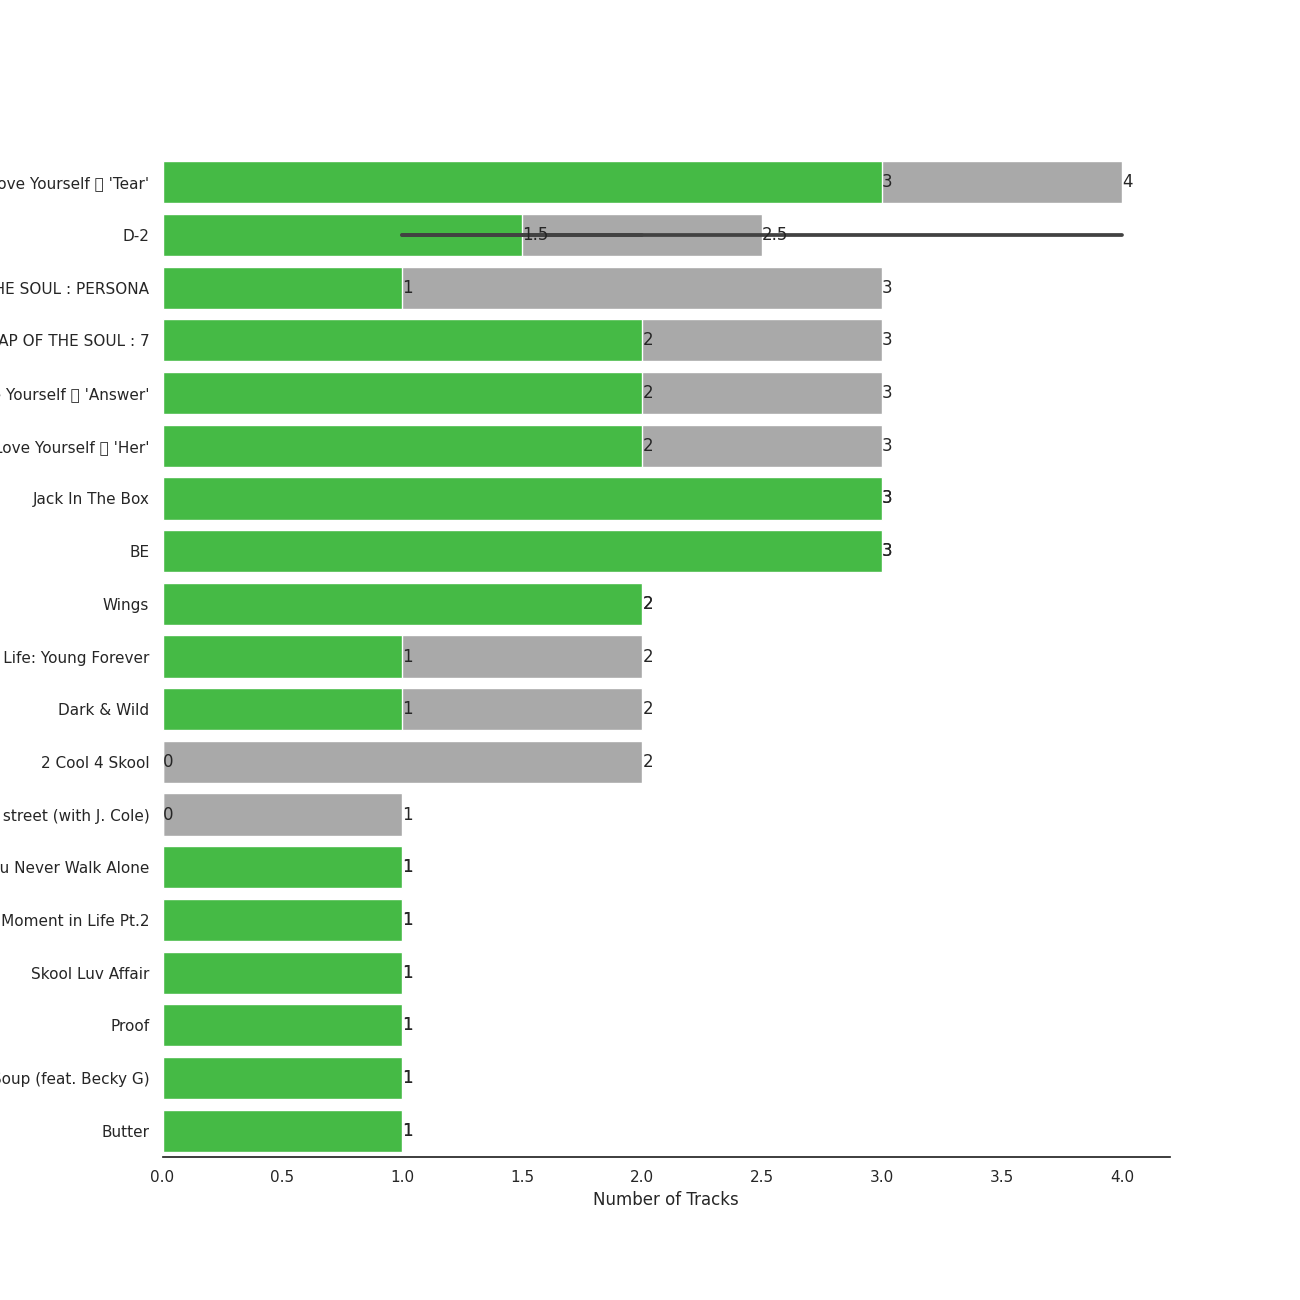 ove Yourself 'Tear' 3 4
D-2 1.5 2.5
HE SOUL : PERSONA 1 3
AP OF THE SOUL : 7 2 3
Yourself 'Answer' 2 3
Love Yourself 'Her' 2 3
Jack In The Box 3
BE 3
Wings 2
Life: Young Forever 1 2
Dark & Wild 1 2
2 Cool 4 Skool 0 2
street (with J. Cole) 0 1
u Never Walk Alone 1
Moment in Life Pt.2 1
Skool Luv Affair 1
Proof 1
Soup (feat. Becky G) 1
Butter 1
0.0 0.5 1.0 1.5 2.0 2.5 3.0 3.5 4.0
Number of Tracks